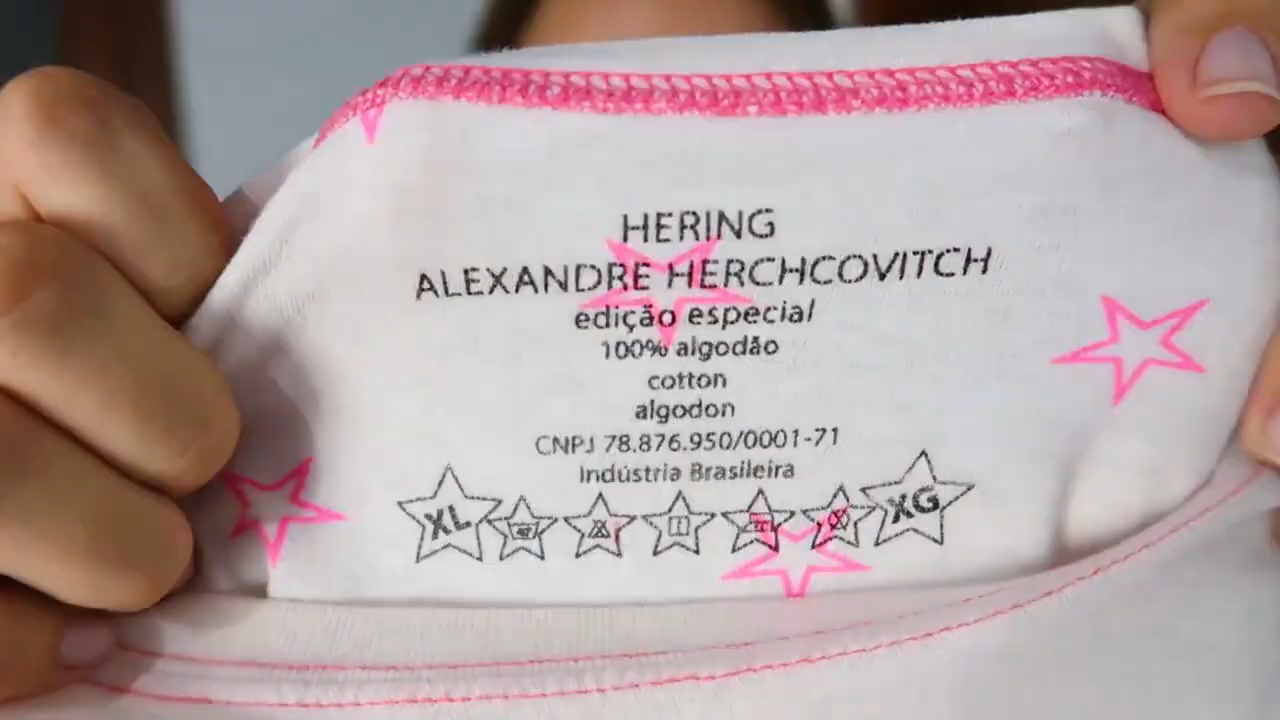 HERING
ALEXANDRE HERCHCOVITCH
edição especial
100% algodão
cotton
algodon
CNPJ 78.876.950/0001-71
Indústria Brasileira
XL XG